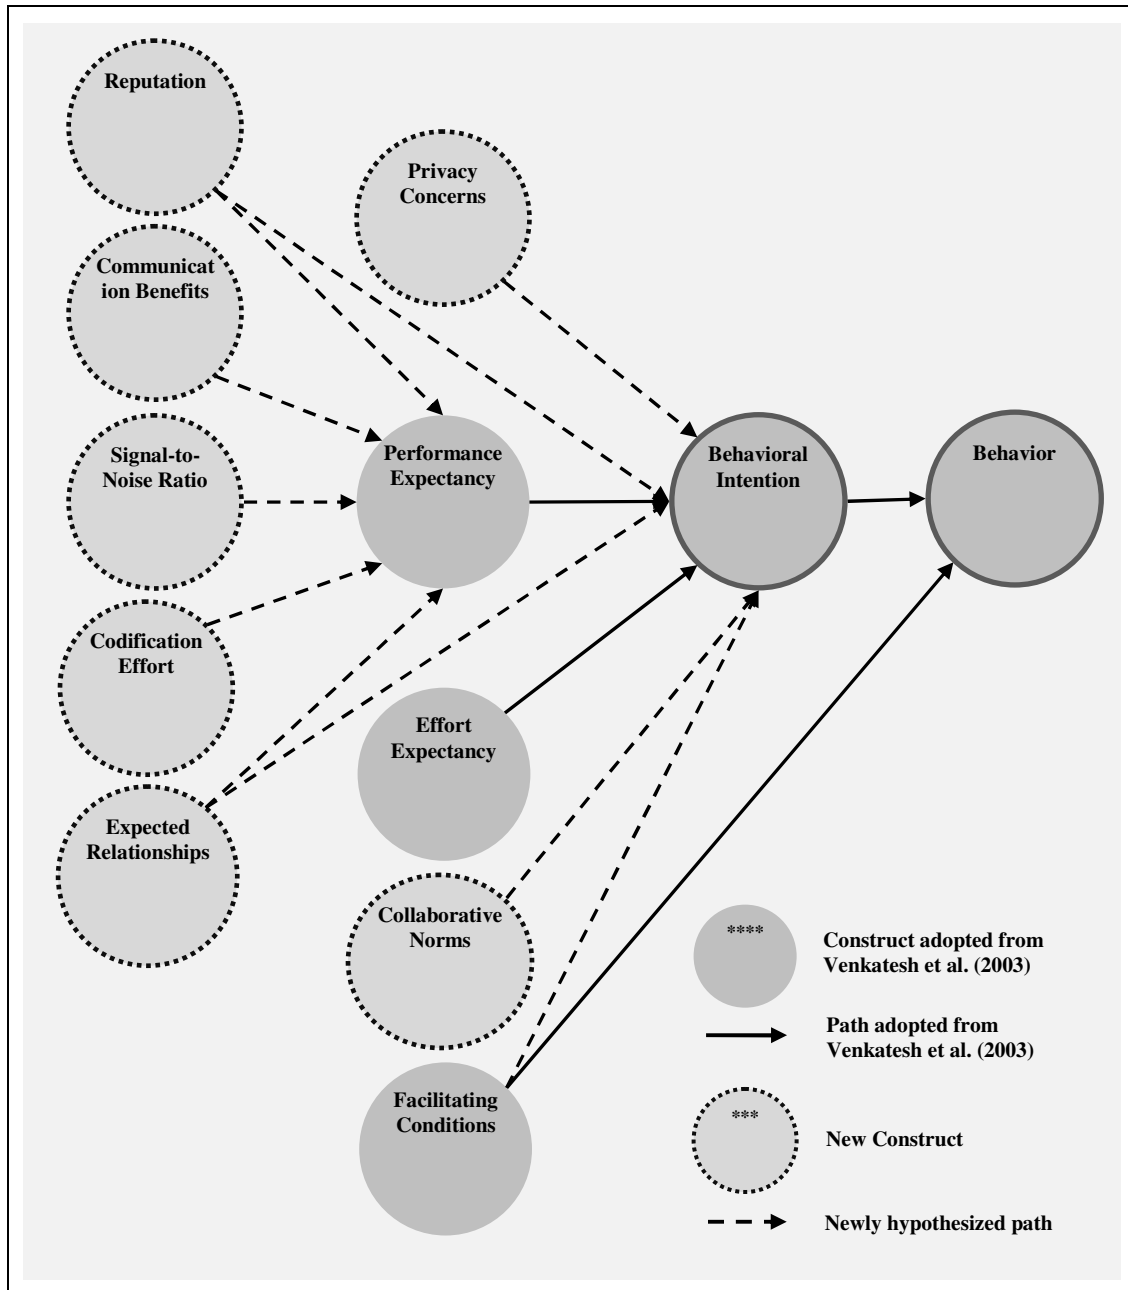 Reputation
Privacy
Concerns
Communicat
ion Benefits
Signal-to-
Noise Ratio
Performance
Expectancy
Behavioral
Intention
Behavior
Codification
Effort
Effort
Expectancy
Expected
Relationships
Collaborative
Norms
Facilitating
Conditions
****
Construct adopted from
Venkatesh et al. (2003)
Path adopted from
Venkatesh et al. (2003)
***
New Construct
Newly hypothesized path